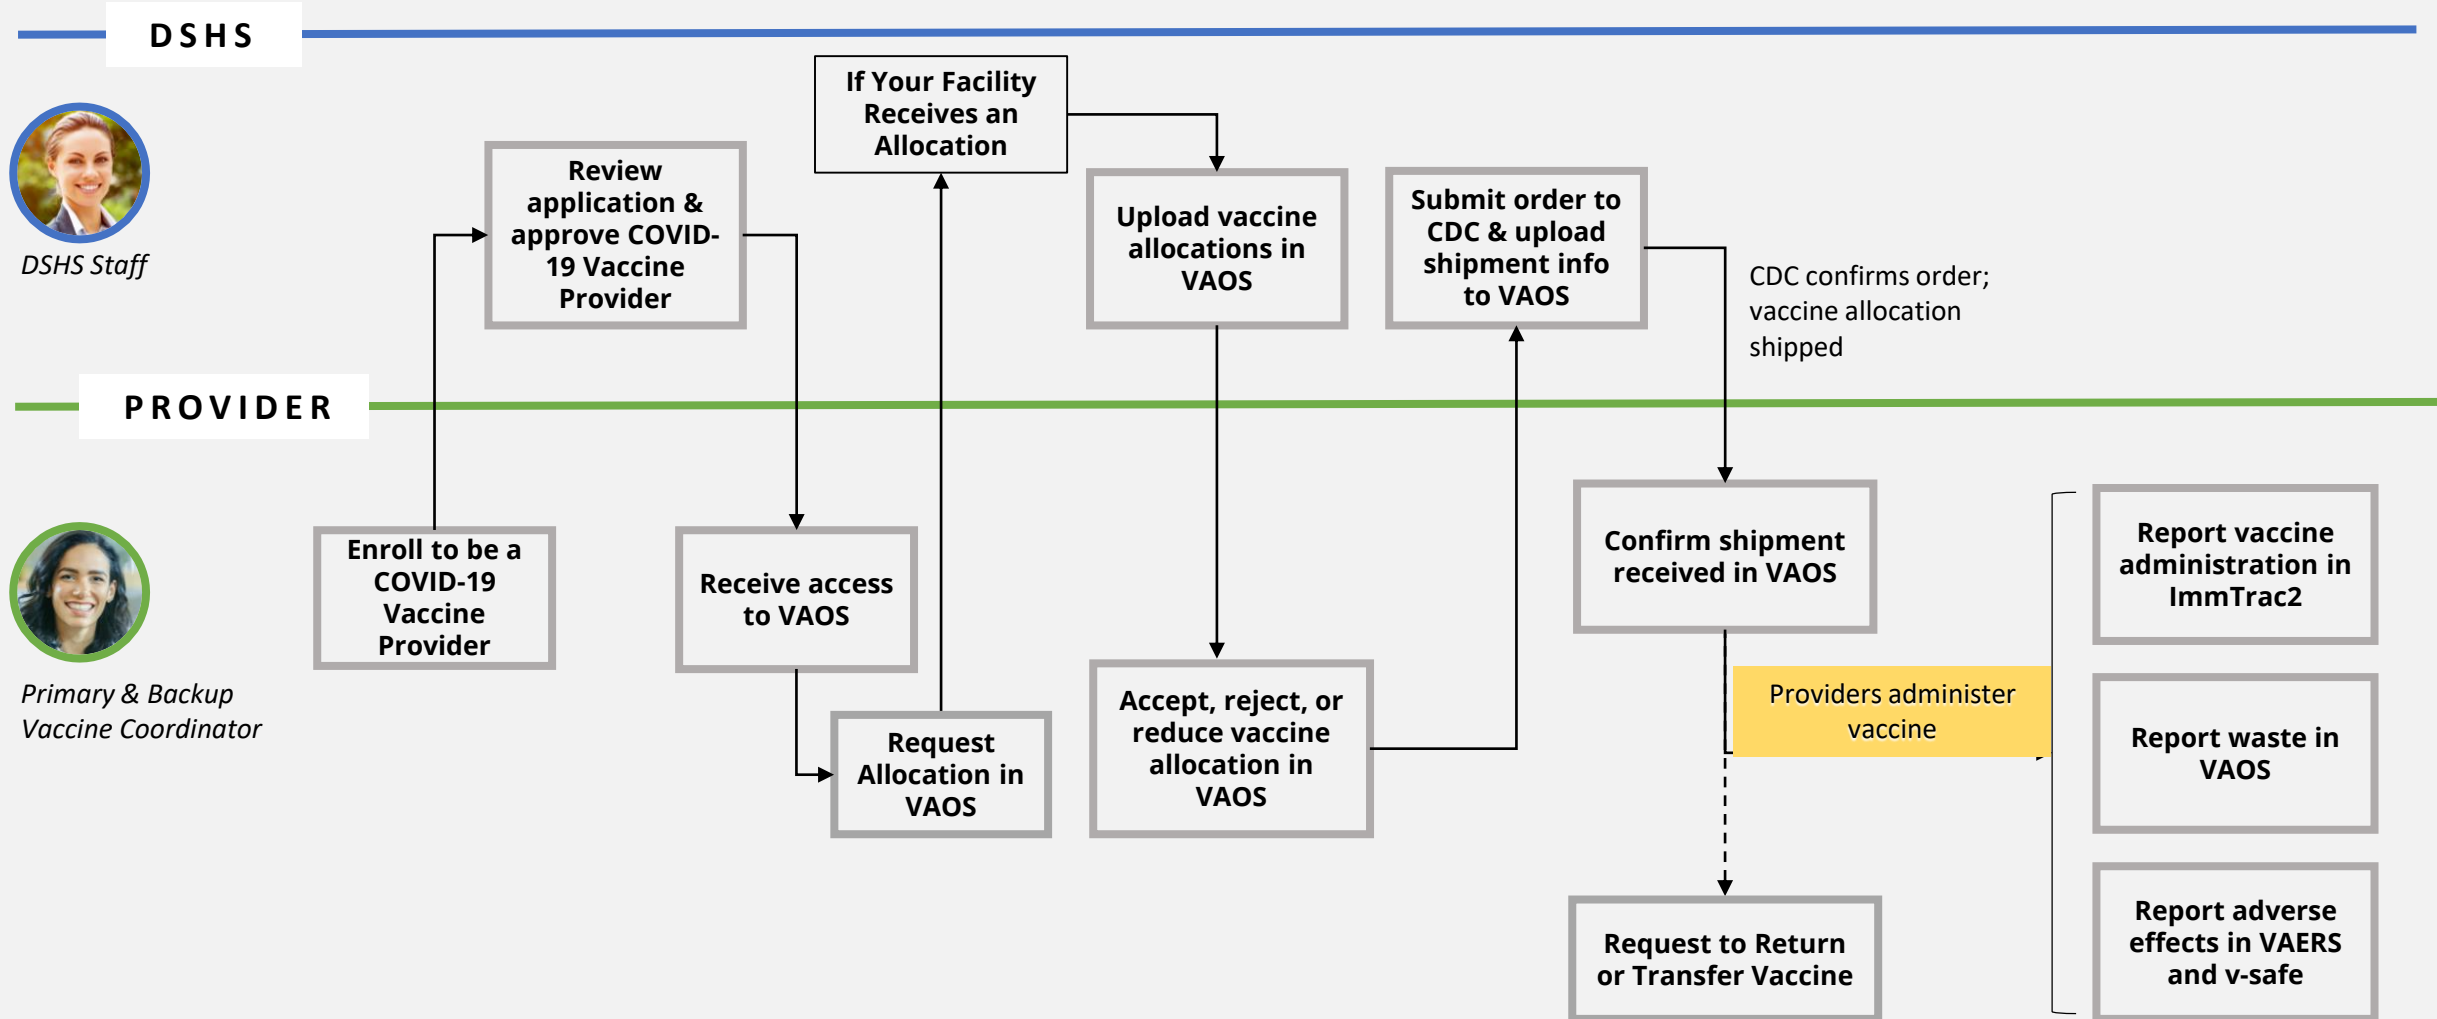 DSHS
If Your Facility
Receives an
Allocation
Review
application &
approve COVID-
19 Vaccine
Provider
Upload vaccine
allocations in
VAOS
Submit order to
CDC & upload
shipment info
to VAOS
DSHS Staff
CDC confirms order;
vaccine allocation
shipped
PROVIDER
Enroll to be a
COVID-19
Vaccine
Provider
Receive access
to VAOS
Request
Allocation in
VAOS
Accept, reject, or
reduce vaccine
allocation in
VAOS
Confirm shipment
received in VAOS
Primary & Backup
Vaccine Coordinator
Providers administer
vaccine
Request to Return
or Transfer Vaccine
Report vaccine
administration in
ImmTrac2
Report waste in
VAOS
Report adverse
effects in VAERS
and v-safe